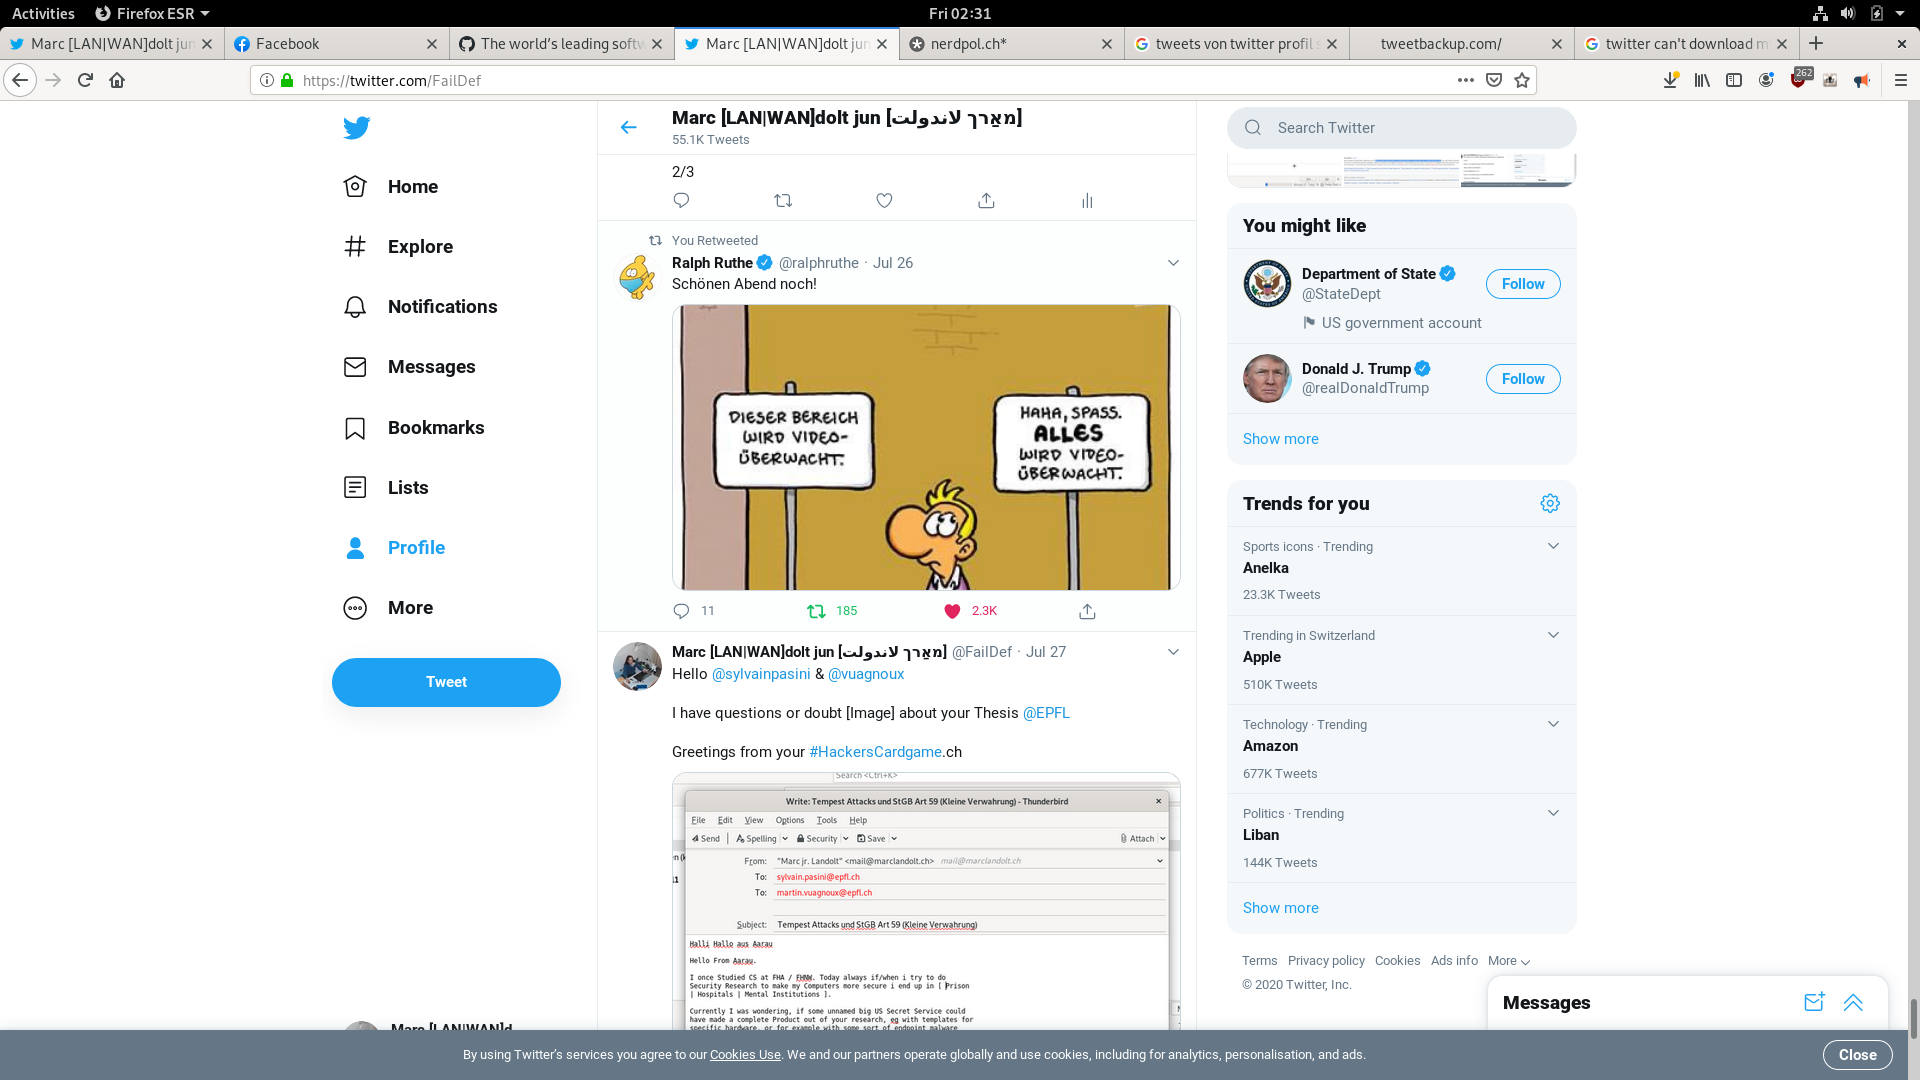 Activities
Firefox ESR
Fri 02:31
Marc [LAN|WAN]dolt jun
Facebook
The world's leading softw
Marc [LAN|WAN]dolt jun
nerdpol.ch*
tweets von twitter profil s
tweetbackup.com/
twitter can't download m
https://twitter.com/FailDef
262
Home
Explore
Notifications
Messages
Bookmarks
Lists
Profile
More
Tweet
Marc [LAN|WAN]d
Marc [LAN|WAN]dolt jun [מאַרך לאַנדולת]
55.1K Tweets
2/3
You Retweeted
Ralph Ruthe @ralphruthe · Jul 26
Schönen Abend noch!
DIESER BEREICH
WIRD VIDEO-
ÜBERWACHT.
HAHA, SPASS.
ALLES
WIRD VIDEO-
ÜBERWACHT.
11
185
2.3K
Marc [LAN|WAN]dolt jun [מאַרך לאַנדולת] @FailDef · Jul 27
Hello @sylvainpasini & @vuagnoux
I have questions or doubt [Image] about your Thesis @EPFL
Greetings from your #HackersCardgame.ch
Search <Ctrl+K>
Write: Tempest Attacks und StGB Art 59 (Kleine Verwahrung) - Thunderbird
File Edit View Options Tools Help
Send Spelling Security Save Attach
From: "Marc jr. Landolt" <mail@marclandolt.ch> mail@marclandolt.ch
To: sylvain.pasini@epfl.ch
To: martin.vuagnoux@epfl.ch
Subject: Tempest Attacks und StGB Art 59 (Kleine Verwahrung)
Halli Hallo aus Aarau
Hello From Aarau.
I once Studied CS at FHA / FHNW. Today always if/when i try to do
Security Research to make my Computers more secure i end up in [ Prison
| Hospitals | Mental Institutions ].
Currently I was wondering, if some unnamed big US Secret Service could
have made a complete Product out of your research, eg with templates for
specific hardware, or for example with some sort of endpoint malware
Search Twitter
You might like
Department of State
@StateDept
US government account
Follow
Donald J. Trump
@realDonaldTrump
Follow
Show more
Trends for you
Sports icons · Trending
Anelka
23.3K Tweets
Trending in Switzerland
Apple
510K Tweets
Technology · Trending
Amazon
677K Tweets
Politics · Trending
Liban
144K Tweets
Show more
Terms Privacy policy Cookies Ads info More
© 2020 Twitter, Inc.
Messages
By using Twitter's services you agree to our Cookies Use. We and our partners operate globally and use cookies, including for analytics, personalisation, and ads.
Close